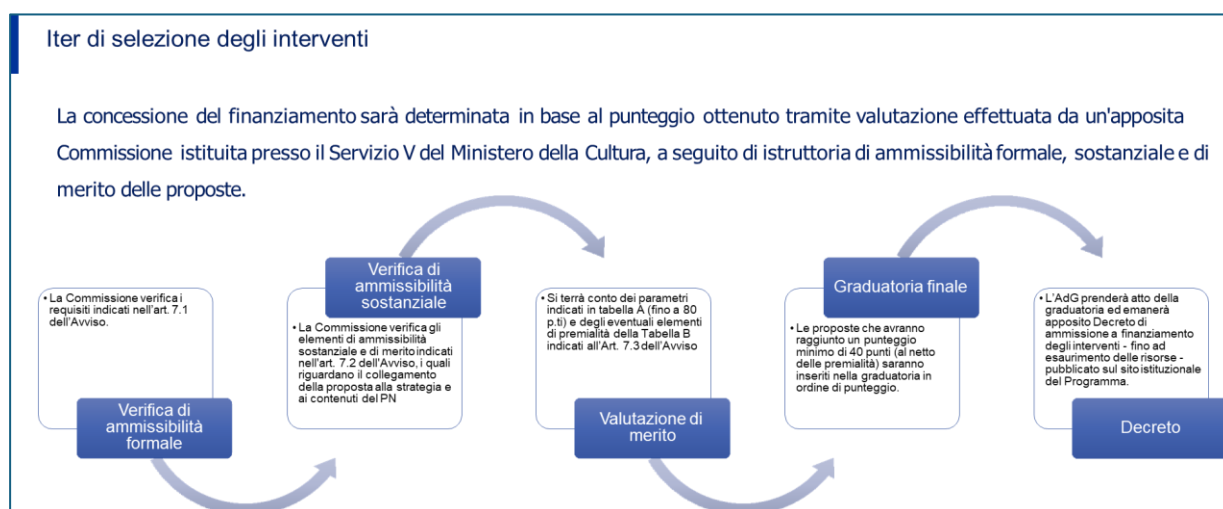 Iter di selezione degli interventi
La concessione del finanziamento sarà determinata in base al punteggio ottenuto tramite valutazione effettuata da un'apposita
Commissione istituita presso il Servizio V del Ministero della Cultura, a seguito di istruttoria di ammissibilità formale, sostanziale e di
merito delle proposte.
• La Commissione verifica i
requisiti indicati nell'art. 7.1
dell'Avviso.
Verifica di
ammissibilità
formale
Verifica di
ammissibilità
sostanziale
• La Commissione verifica gli
elementi di ammissibilità
sostanziale e di merito indicati
nell'art. 7.2 dell'Avviso, i quali
riguardano il collegamento
della proposta alla strategia e
ai contenuti del PN
• Si terrà conto dei parametri
indicati in tabella A (fino a 80
p.ti) e degli eventuali elementi
di premialità della Tabella B
indicati all'Art. 7.3 dell'Avviso
Valutazione di
merito
Graduatoria finale
• Le proposte che avranno
raggiunto un punteggio
minimo di 40 punti (al netto
delle premialità) saranno
inseriti nella graduatoria in
ordine di punteggio.
• L'AdG prenderà atto della
graduatoria ed emanerà
apposito Decreto di
ammissione a finanziamento
degli interventi - fino ad
esaurimento delle risorse -
pubblicato sul sito istituzionale
del Programma.
Decreto